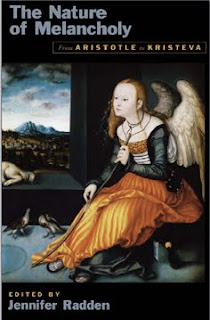 The Nature
of Melancholy
From ARISTOTLE to KRISTEVA
EDITED BY
Jennifer Radden